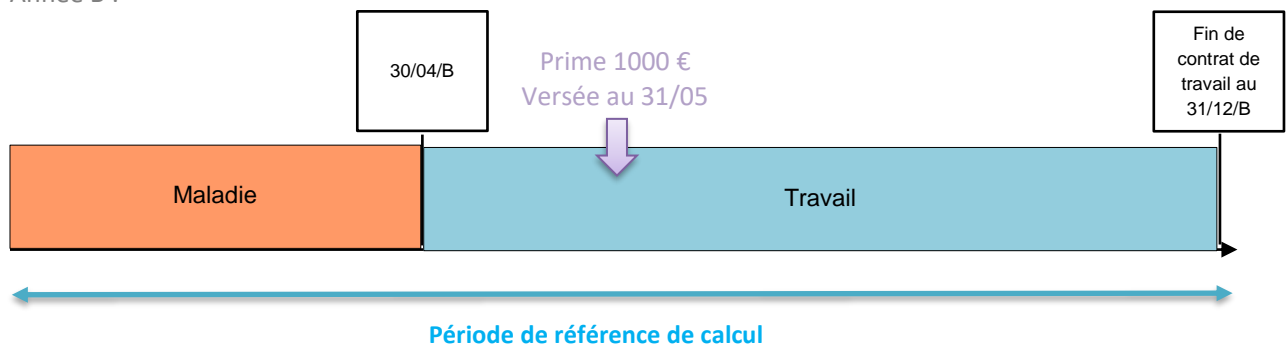 30/04/B
Prime 1000 €
Versée au 31/05
Fin de
contrat de
travail au
31/12/B
Maladie
Travail
Période de référence de calcul